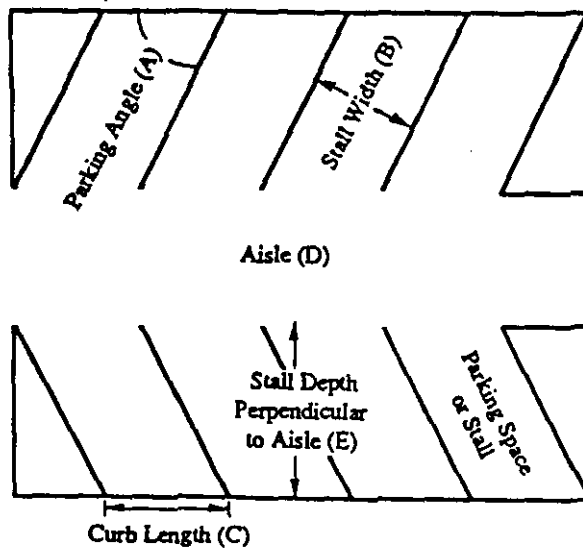 Parking Angle (A)
Stall Width (B)
Aisle (D)
Stall Depth
Perpendicular
to Aisle (E)
Parking Space
or Stall
Curb Length (C)